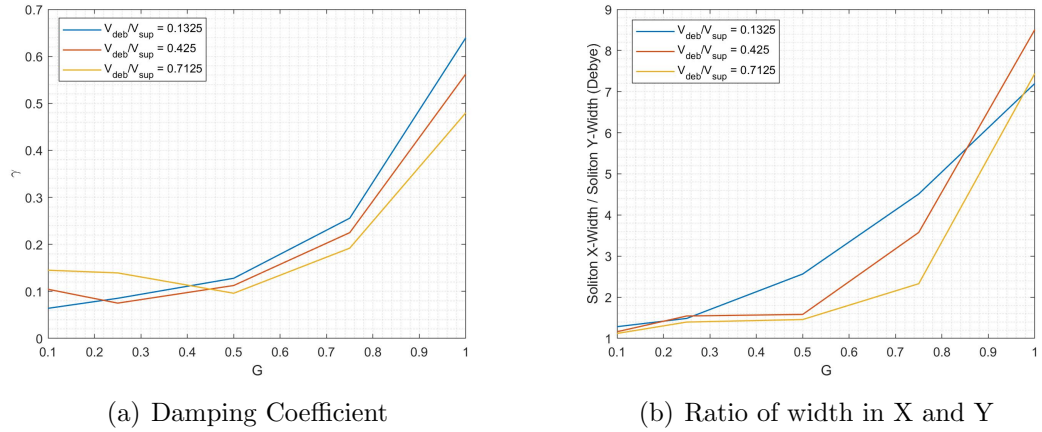 0.7
0.6
0.5
0.4
0.3
0.2
0.1
0
γ
V_deb/V_sup = 0.1325
V_deb/V_sup = 0.425
V_deb/V_sup = 0.7125
0.1 0.2 0.3 0.4 0.5 0.6 0.7 0.8 0.9 1
G
(a) Damping Coefficient
9
8
7
6
5
4
3
2
1
Soliton X-Width / Soliton Y-Width (Debye)
V_deb/V_sup = 0.1325
V_deb/V_sup = 0.425
V_deb/V_sup = 0.7125
0.1 0.2 0.3 0.4 0.5 0.6 0.7 0.8 0.9 1
G
(b) Ratio of width in X and Y